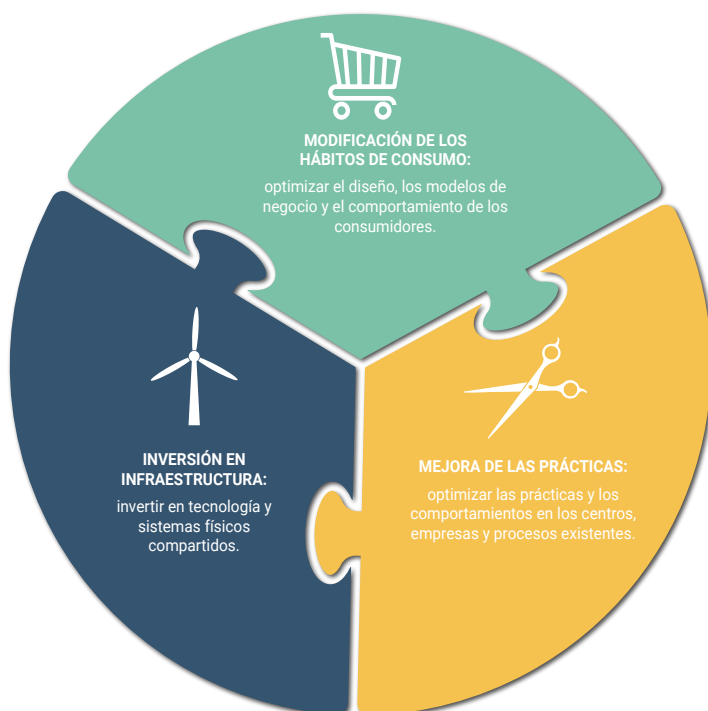 MODIFICACIÓN DE LOS
HÁBITOS DE CONSUMO:
optimizar el diseño, los modelos de
negocio y el comportamiento de los
consumidores.
INVERSIÓN EN
INFRAESTRUCTURA:
invertir en tecnología y
sistemas físicos
compartidos.
MEJORA DE LAS PRÁCTICAS:
optimizar las prácticas y los
comportamientos en los centros,
empresas y procesos existentes.